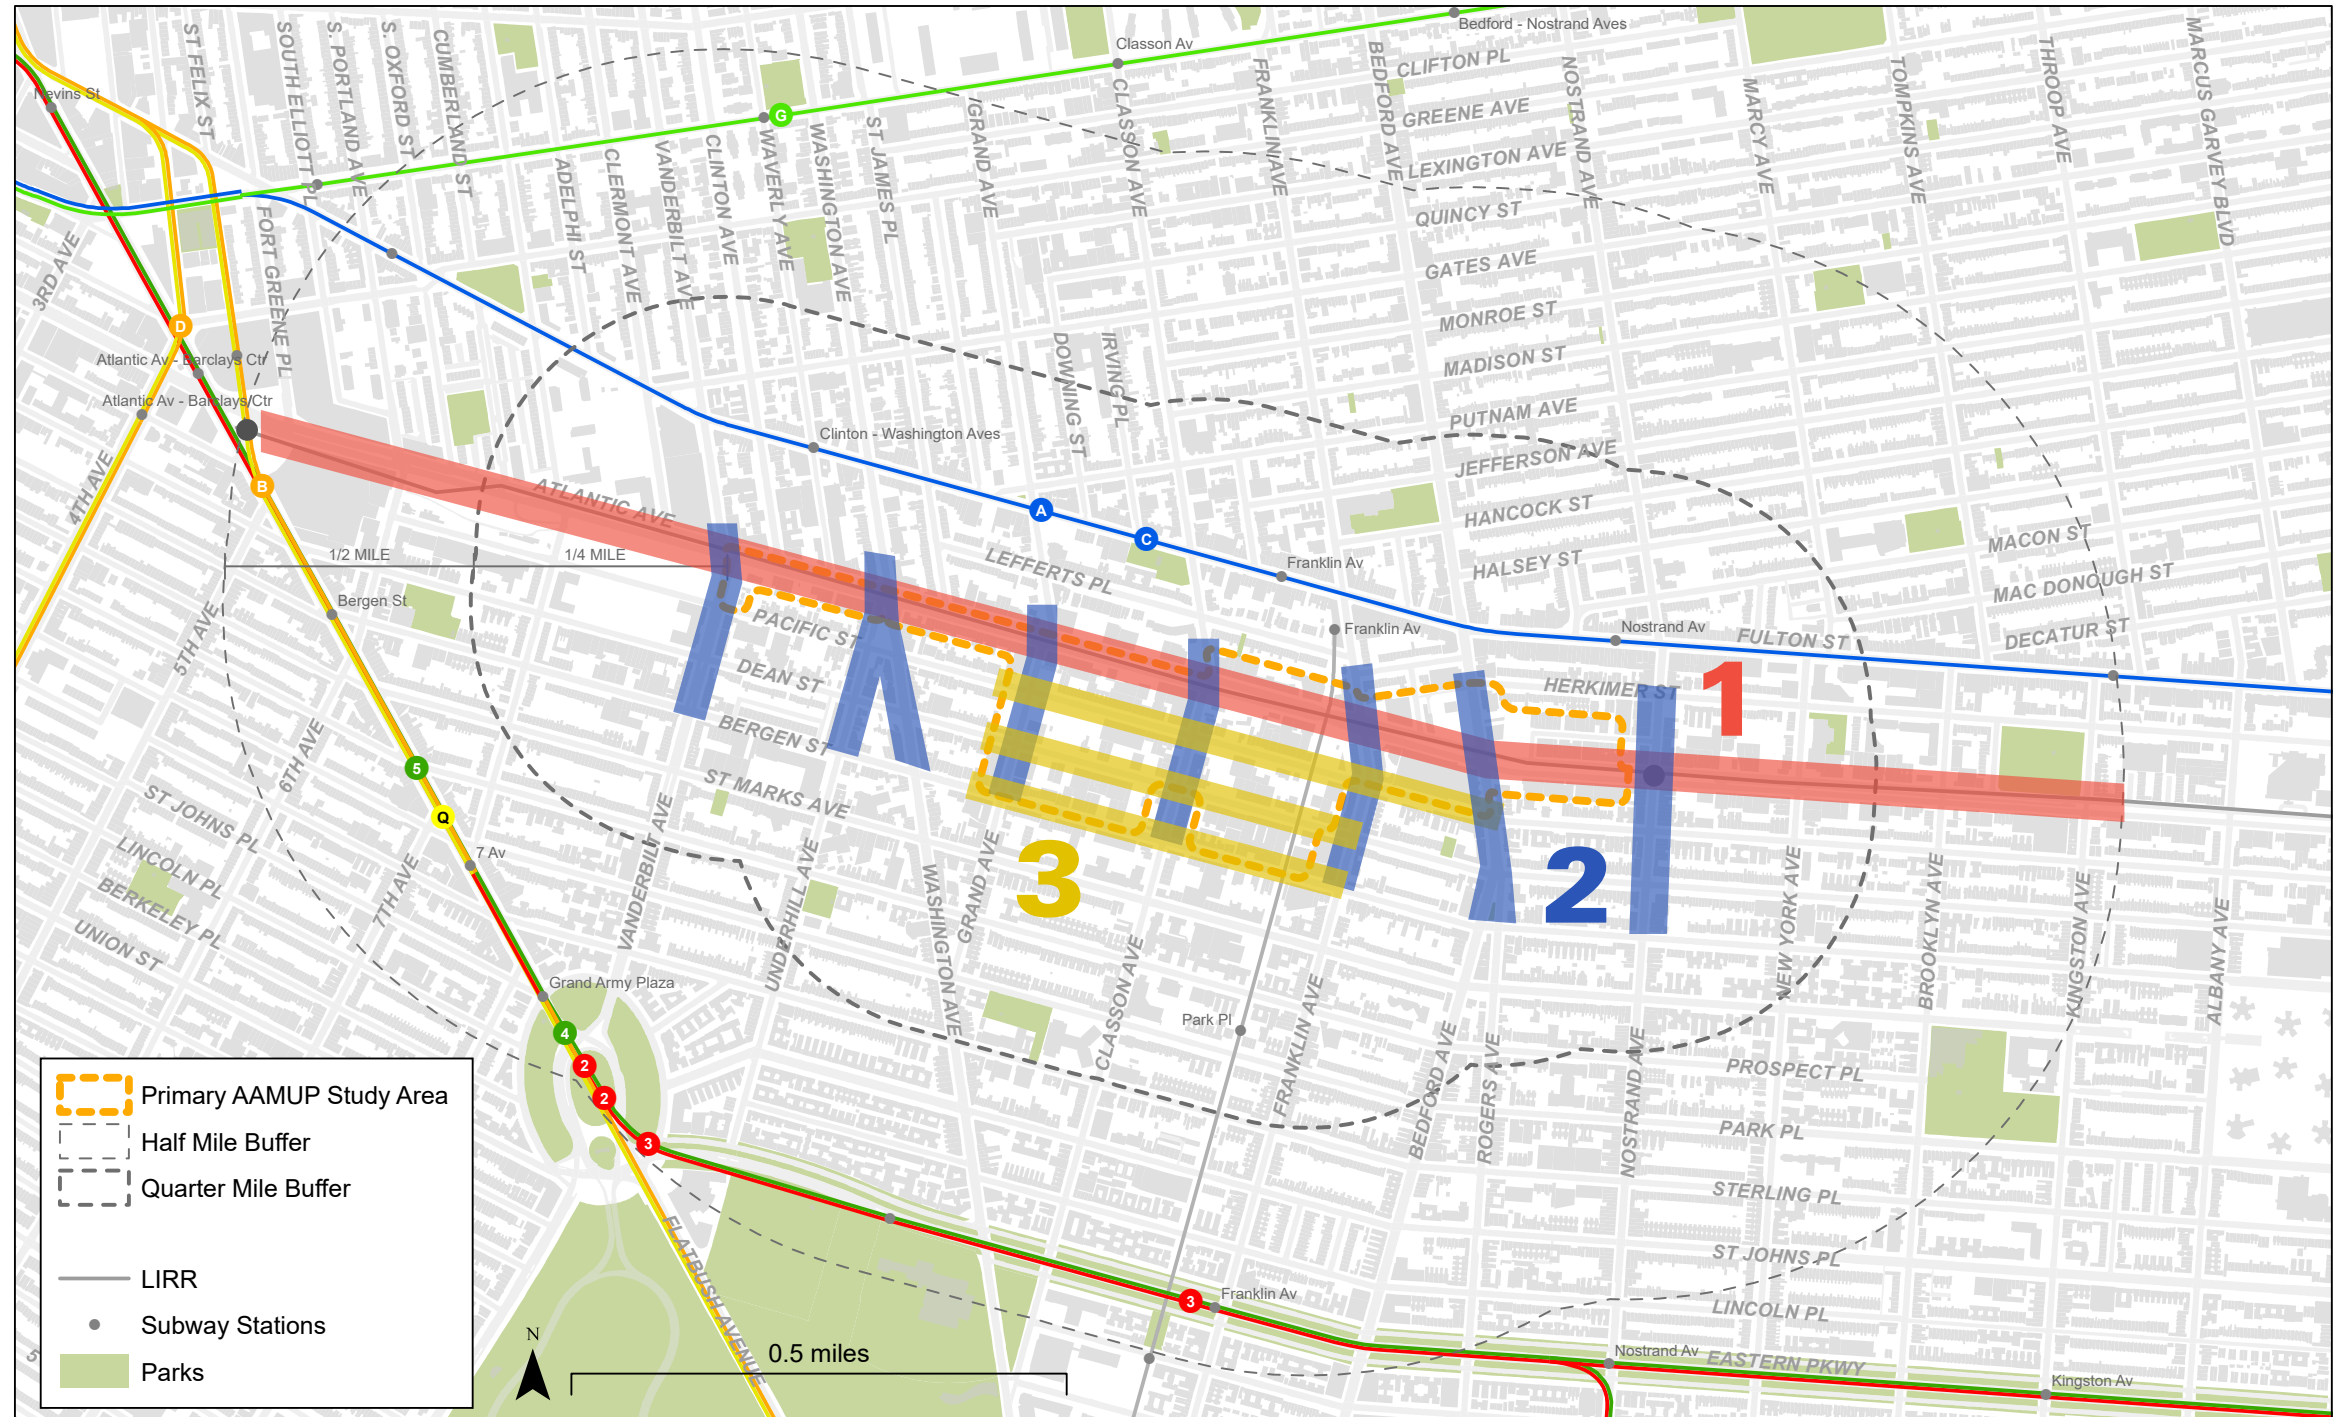 Bedford - Nostrand Aves
Classon Av
ST FELIX ST
SOUTH ELLIOTT PL
S. PORTLAND AVE
S. OXFORD ST
CUMBERLAND ST
CLIFTON PL
GREENE AVE
LEXINGTON AVE
QUINCY ST
GATES AVE
MONROE ST
MADISON ST
PUTNAM AVE
JEFFERSON AVE
HANCOCK ST
HALSEY ST
MACON ST
MAC DONOUGH ST
DECATUR ST
FULTON ST
HERKIMER ST
FRANKLIN AVE
BEDFORD AVE
NOSTRAND AVE
MARCY AVE
TOMPKINS AVE
THROOP AVE
MARCUS GARVEY BLVD
Nevins St
G
ADELPHI ST
CLERMONT AVE
VANDERBILT AVE
CLINTON AVE
WAVERLY AVE
WASHINGTON AVE
ST JAMES PL
GRAND AVE
CLASSON AVE
DOWNING ST
IRVING PL
3RD AVE
FORT GREENE PL
D
Atlantic Av - Barclays Ctr
Atlantic Av - Barclays/Ctr
B
4TH AVE
ATLANTIC AVE
Clinton - Washington Aves
A
C
LEFFERTS PL
Franklin Av
Franklin Av
Nostrand Av
1/2 MILE
1/4 MILE
Bergen St
5TH AVE
PACIFIC ST
DEAN ST
BERGEN ST
ST MARKS AVE
1
2
3
5
Q
6TH AVE
7 Av
7TH AVE
ST JOHNS PL
LINCOLN PL
BERKELEY PL
UNION ST
VANDERBILT AVE
UNDERHILL AVE
WASHINGTON AVE
GRAND AVE
CLASSON AVE
Park Pl
FRANKLIN AVE
BEDFORD AVE
ROGERS AVE
NOSTRAND AVE
NEW YORK AVE
BROOKLYN AVE
KINGSTON AVE
ALBANY AVE
Grand Army Plaza
4
2
2
3
PROSPECT PL
PARK PL
STERLING PL
ST JOHNS PL
LINCOLN PL
EASTERN PKWY
FLATBUSH AVENUE
3
Franklin Av
Nostrand Av
Kingston Av
Primary AAMUP Study Area
Half Mile Buffer
Quarter Mile Buffer
LIRR
Subway Stations
Parks
5
N
0.5 miles